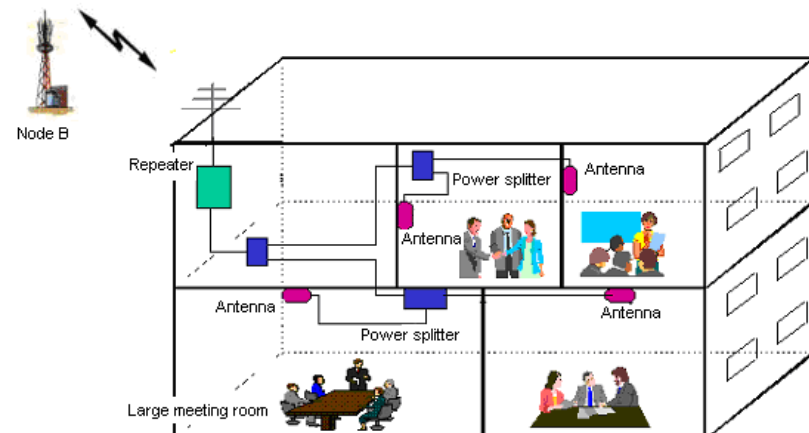 Node B
Repeater
Power splitter
Antenna
Antenna
Antenna
Antenna
Power splitter
Large meeting room